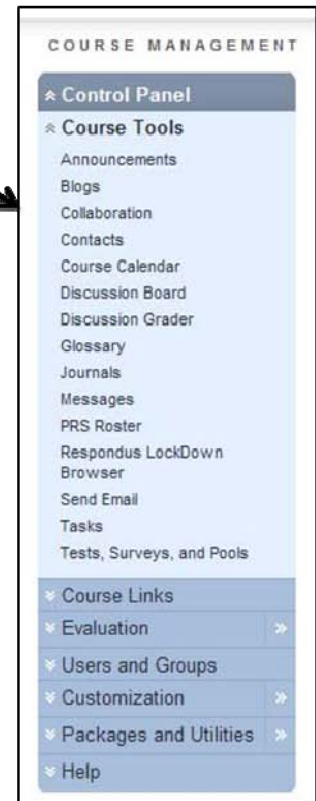 COURSE MANAGEMENT
Control Panel
Course Tools
Announcements
Blogs
Collaboration
Contacts
Course Calendar
Discussion Board
Discussion Grader
Glossary
Journals
Messages
PRS Roster
Respondus LockDown
Browser
Send Email
Tasks
Tests, Surveys, and Pools
Course Links
Evaluation
Users and Groups
Customization
Packages and Utilities
Help